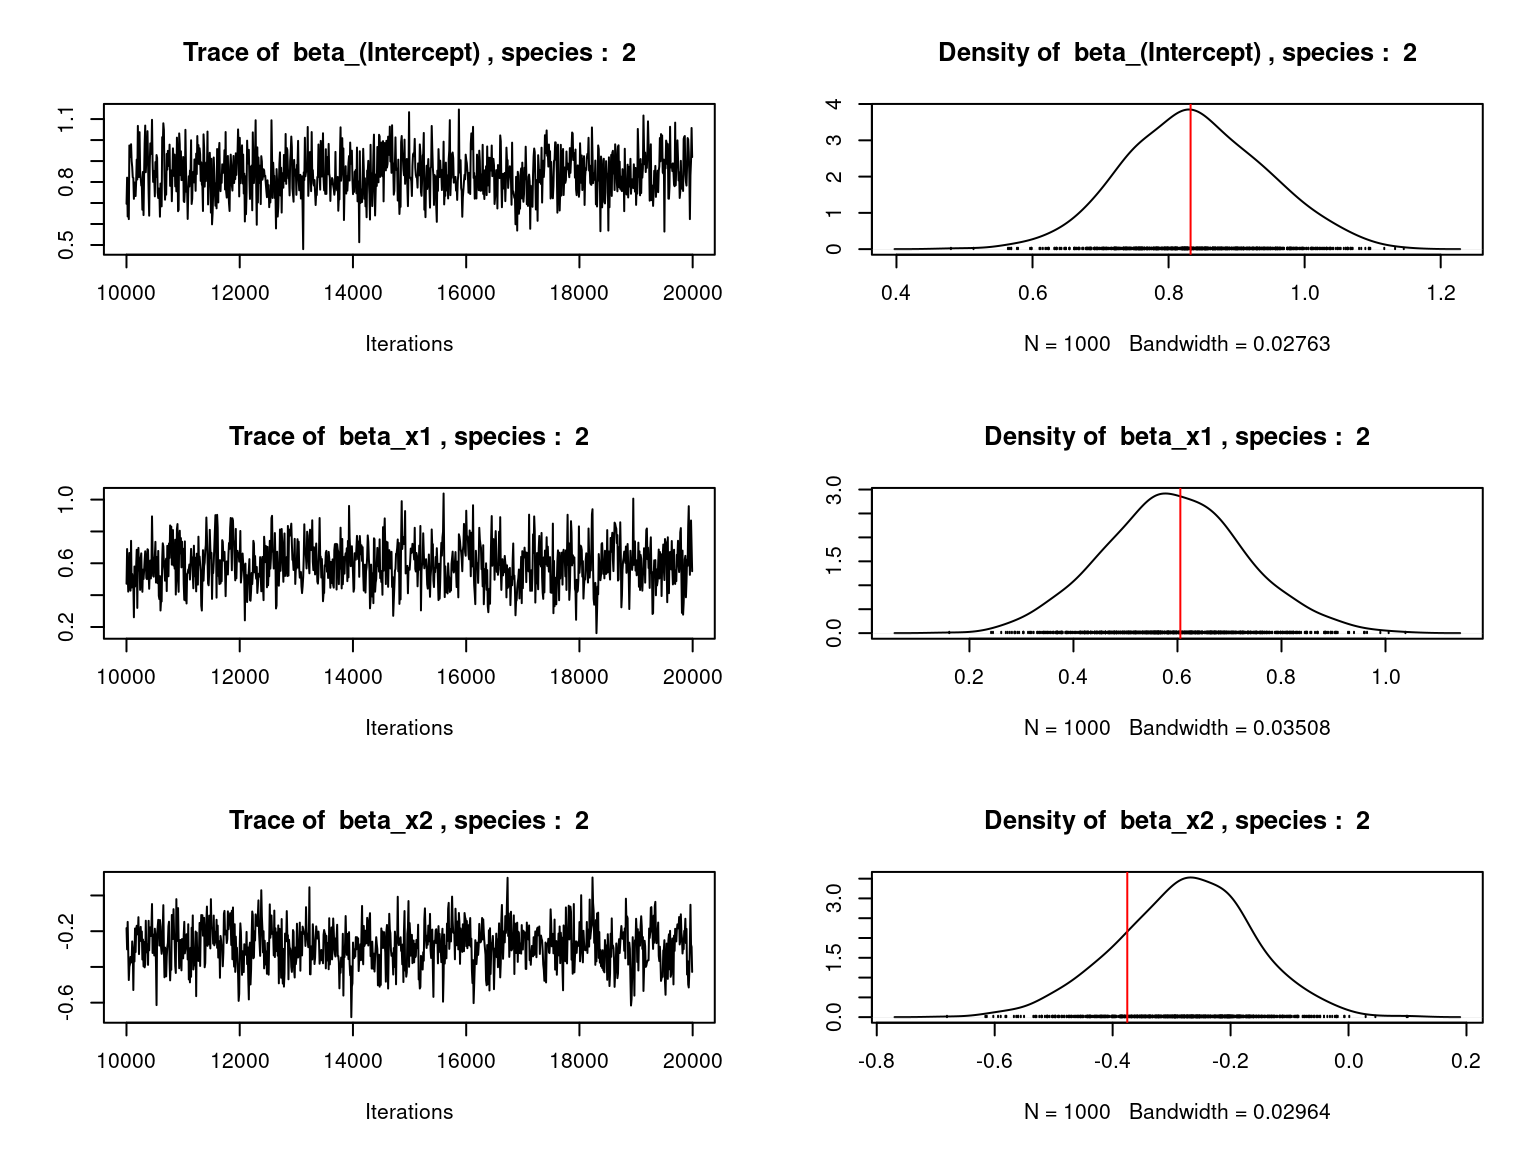 Trace of beta_(Intercept) , species : 2
1.1
0.8
0.5
10000 12000 14000 16000 18000 20000
Iterations
Density of beta_(Intercept) , species : 2
4
3
2
1
0
0.4 0.6 0.8 1.0 1.2
N = 1000 Bandwidth = 0.02763
Trace of beta_x1 , species : 2
1.0
0.6
0.2
10000 12000 14000 16000 18000 20000
Iterations
Density of beta_x1 , species : 2
3.0
1.5
0.0
0.2 0.4 0.6 0.8 1.0
N = 1000 Bandwidth = 0.03508
Trace of beta_x2 , species : 2
-0.2
-0.6
10000 12000 14000 16000 18000 20000
Iterations
Density of beta_x2 , species : 2
3.0
1.5
0.0
-0.8 -0.6 -0.4 -0.2 0.0 0.2
N = 1000 Bandwidth = 0.02964